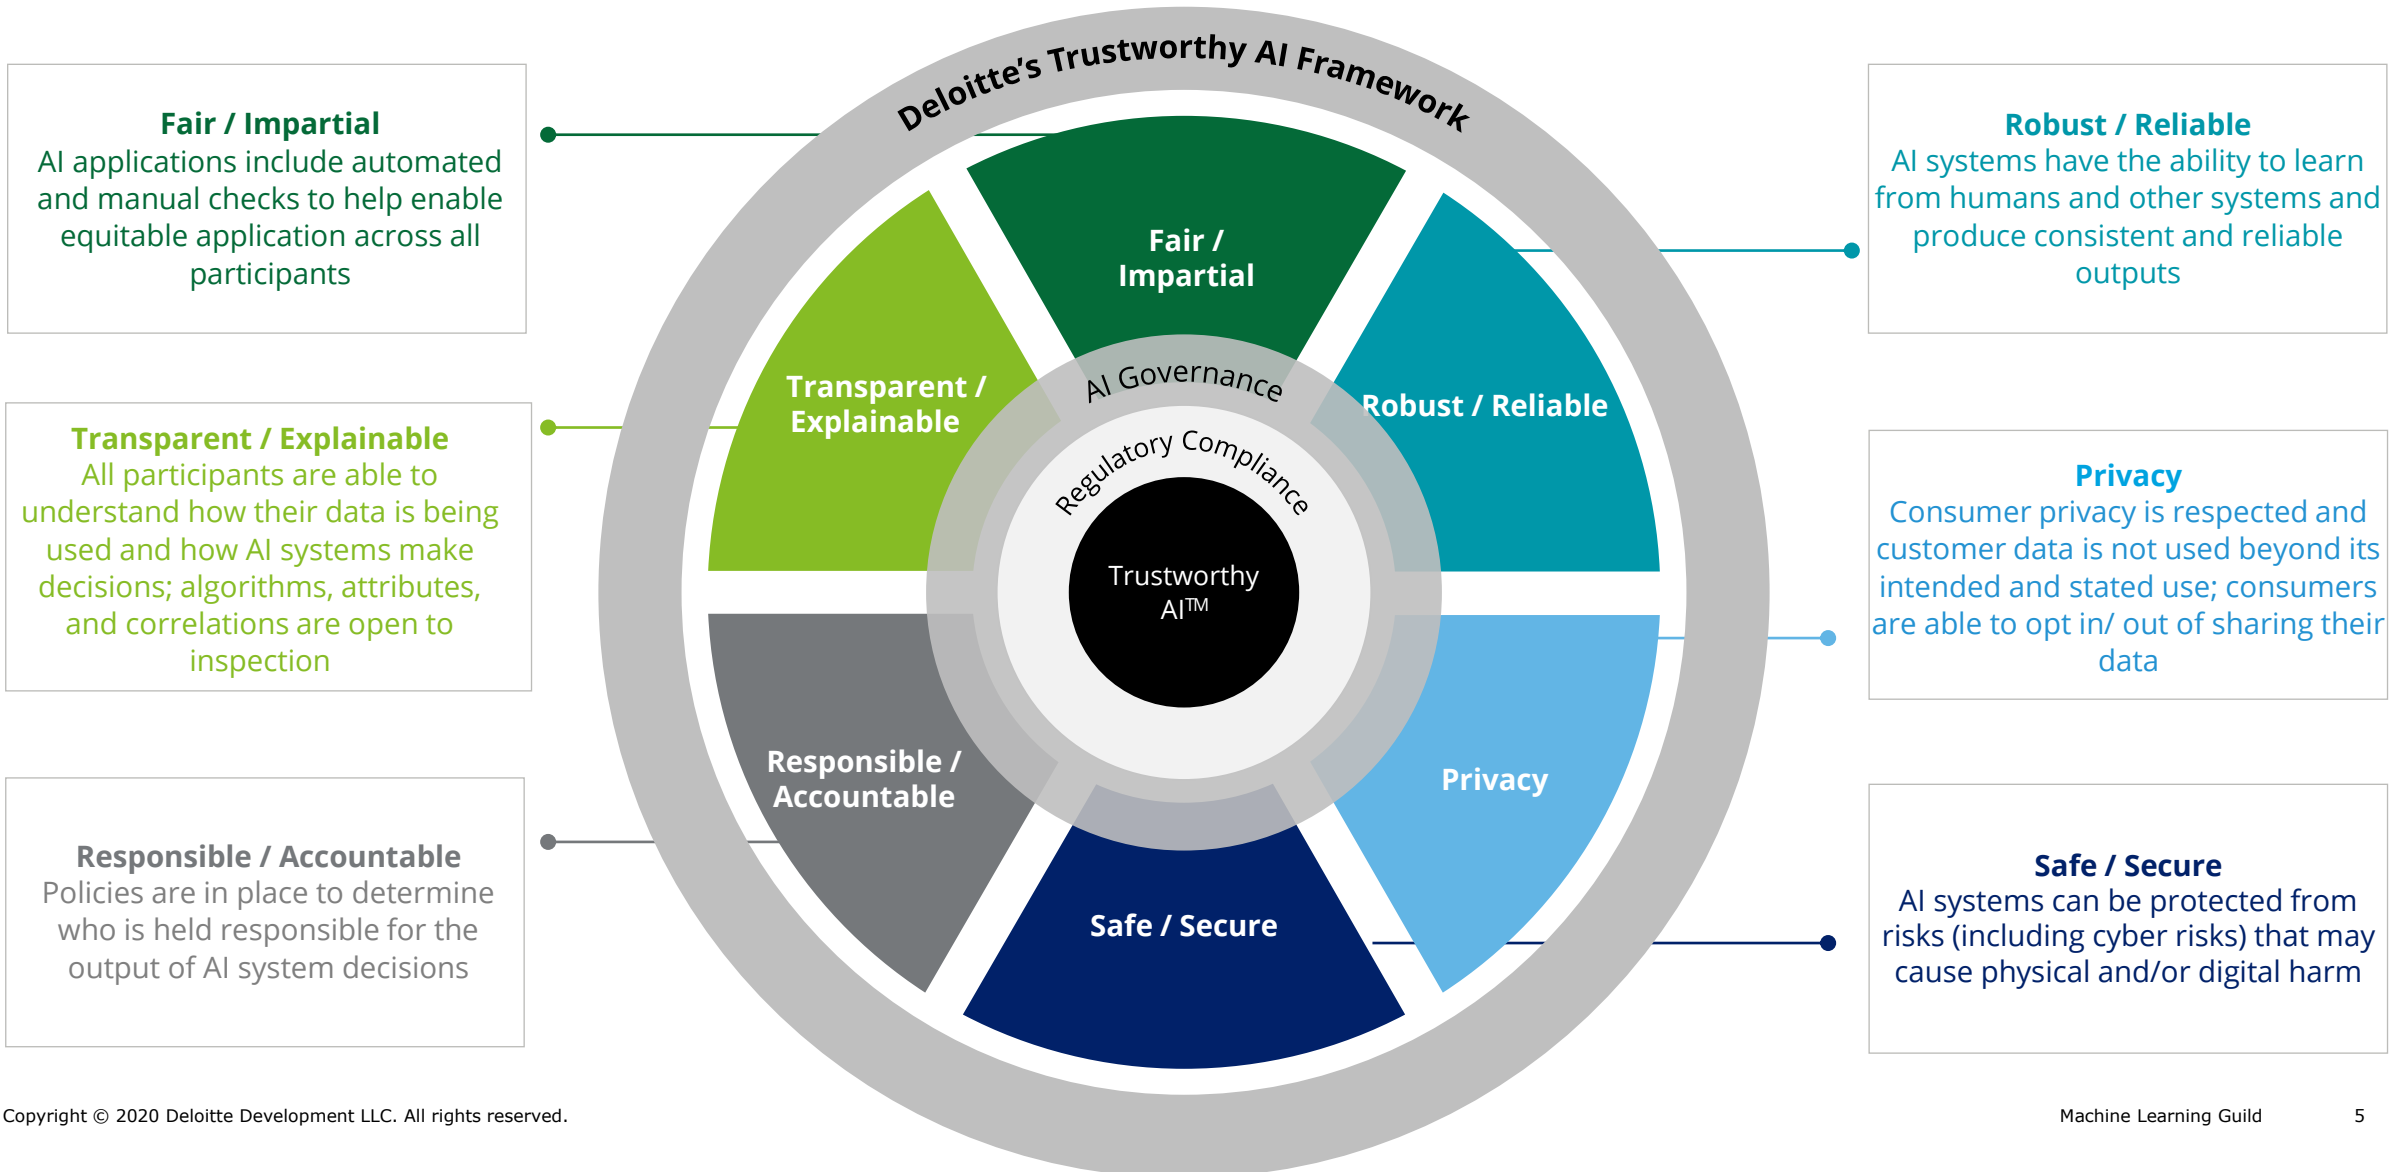 Deloitte's Trustworthy AI Framework
Fair / Impartial
AI applications include automated
and manual checks to help enable
equitable application across all
participants
Transparent / Explainable
All participants are able to
understand how their data is being
used and how AI systems make
decisions; algorithms, attributes,
and correlations are open to
inspection
Responsible / Accountable
Policies are in place to determine
who is held responsible for the
output of AI system decisions
Fair /
Impartial
Transparent /
Explainable
Robust / Reliable
AI Governance
Regulatory Compliance
Trustworthy
AI™
Responsible /
Accountable
Privacy
Safe / Secure
Robust / Reliable
AI systems have the ability to learn
from humans and other systems and
produce consistent and reliable
outputs
Privacy
Consumer privacy is respected and
customer data is not used beyond its
intended and stated use; consumers
are able to opt in/ out of sharing their
data
Safe / Secure
AI systems can be protected from
risks (including cyber risks) that may
cause physical and/or digital harm
Copyright © 2020 Deloitte Development LLC. All rights reserved.
Machine Learning Guild
5